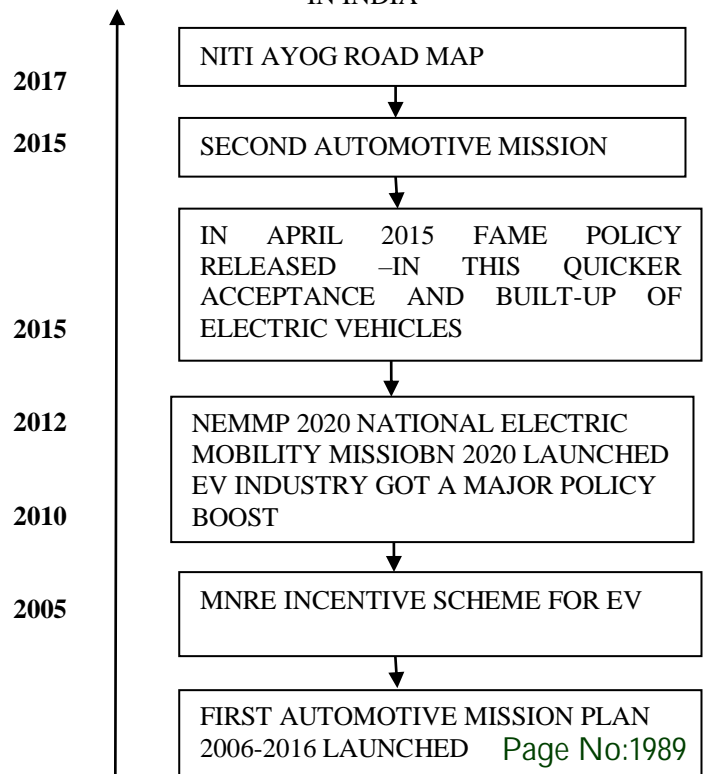 IN INDIA
NITI AYOG ROAD MAP
2017
2015
SECOND AUTOMOTIVE MISSION
IN APRIL 2015 FAME POLICY
RELEASED –IN THIS QUICKER
ACCEPTANCE AND BUILT-UP OF
ELECTRIC VEHICLES
2015
2012
NEMMP 2020 NATIONAL ELECTRIC
MOBILITY MISSIOBN 2020 LAUNCHED
EV INDUSTRY GOT A MAJOR POLICY
BOOST
2010
MNRE INCENTIVE SCHEME FOR EV
2005
FIRST AUTOMOTIVE MISSION PLAN
2006-2016 LAUNCHED
Page No:1989